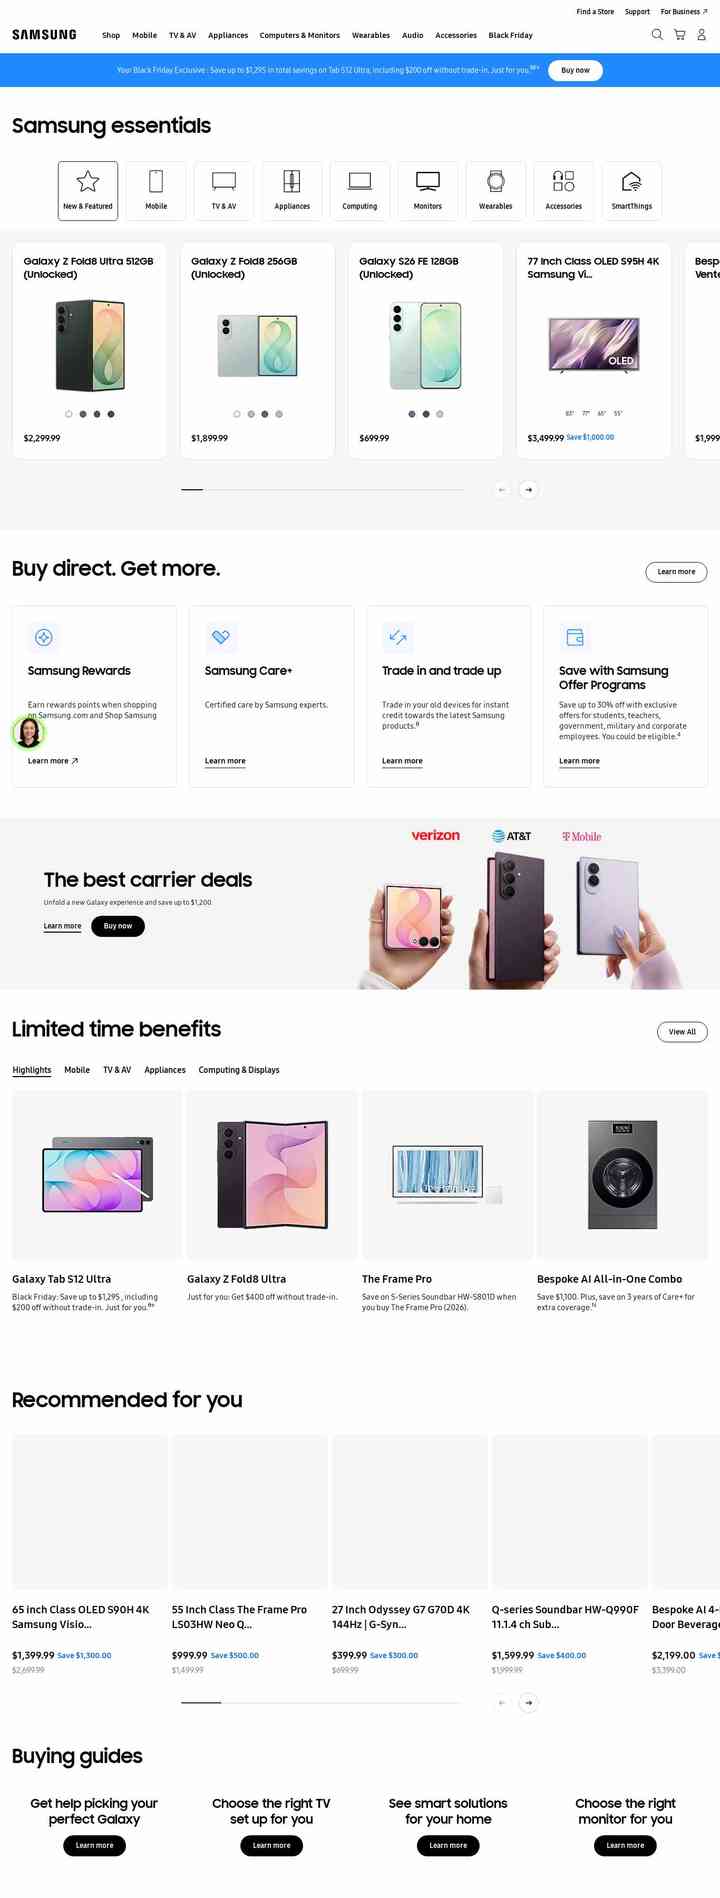 Find a Store Support For Business
SAMSUNG
Shop Mobile TV & AV Appliances Computers & Monitors Wearables Audio Accessories Black Friday
Your Black Friday Exclusive : Save up to $1,295 in total savings on Tab S12 Ultra, including $200 off without trade-in. Just for you.
Buy now
Samsung essentials
New & Featured
Mobile
TV & AV
Appliances
Computing
Monitors
Wearables
Accessories
SmartThings
Galaxy Z Fold8 Ultra 512GB
(Unlocked)
$2,299.99
Galaxy Z Fold8 256GB
(Unlocked)
$1,899.99
Galaxy S26 FE 128GB
(Unlocked)
$699.99
77 Inch Class OLED S95H 4K
Samsung Vi...
OLED
83" 77" 65" 55"
$3,499.99 Save $1,000.00
Besp
Vente
$1,999
Buy direct. Get more.
Learn more
Samsung Rewards
Earn rewards points when shopping
on Samsung.com and Shop Samsung
Learn more
Samsung Care+
Certified care by Samsung experts.
Learn more
Trade in and trade up
Trade in your old devices for instant
credit towards the latest Samsung
products.θ
Learn more
Save with Samsung
Offer Programs
Save up to 30% off with exclusive
offers for students, teachers,
government, military and corporate
employees. You could be eligible.
Learn more
verizon AT&T T Mobile
The best carrier deals
Unfold a new Galaxy experience and save up to $1,200.
Learn more
Buy now
Limited time benefits
View All
Highlights Mobile TV & AV Appliances Computing & Displays
Galaxy Tab S12 Ultra
Black Friday: Save up to $1,295 , including
$200 off without trade-in. Just for you.
Galaxy Z Fold8 Ultra
Just for you: Get $400 off without trade-in.
The Frame Pro
Save on S-Series Soundbar HW-S801D when
you buy The Frame Pro (2026).
Bespoke AI All-in-One Combo
Save $1,100. Plus, save on 3 years of Care+ for
extra coverage.
Recommended for you
65 Inch Class OLED S90H 4K
Samsung Visio...
$1,399.99 Save $1,300.00
$2,699.99
55 Inch Class The Frame Pro
LS03HW Neo Q...
$999.99 Save $500.00
$1,499.99
27 Inch Odyssey G7 G70D 4K
144Hz | G-Syn...
$399.99 Save $300.00
$699.99
Q-series Soundbar HW-Q990F
11.1.4 ch Sub...
$1,599.99 Save $400.00
$1,999.99
Bespoke AI 4-
Door Beverage
$2,199.00 Save $
$3,399.00
Buying guides
Get help picking your
perfect Galaxy
Learn more
Choose the right TV
set up for you
Learn more
See smart solutions
for your home
Learn more
Choose the right
monitor for you
Learn more